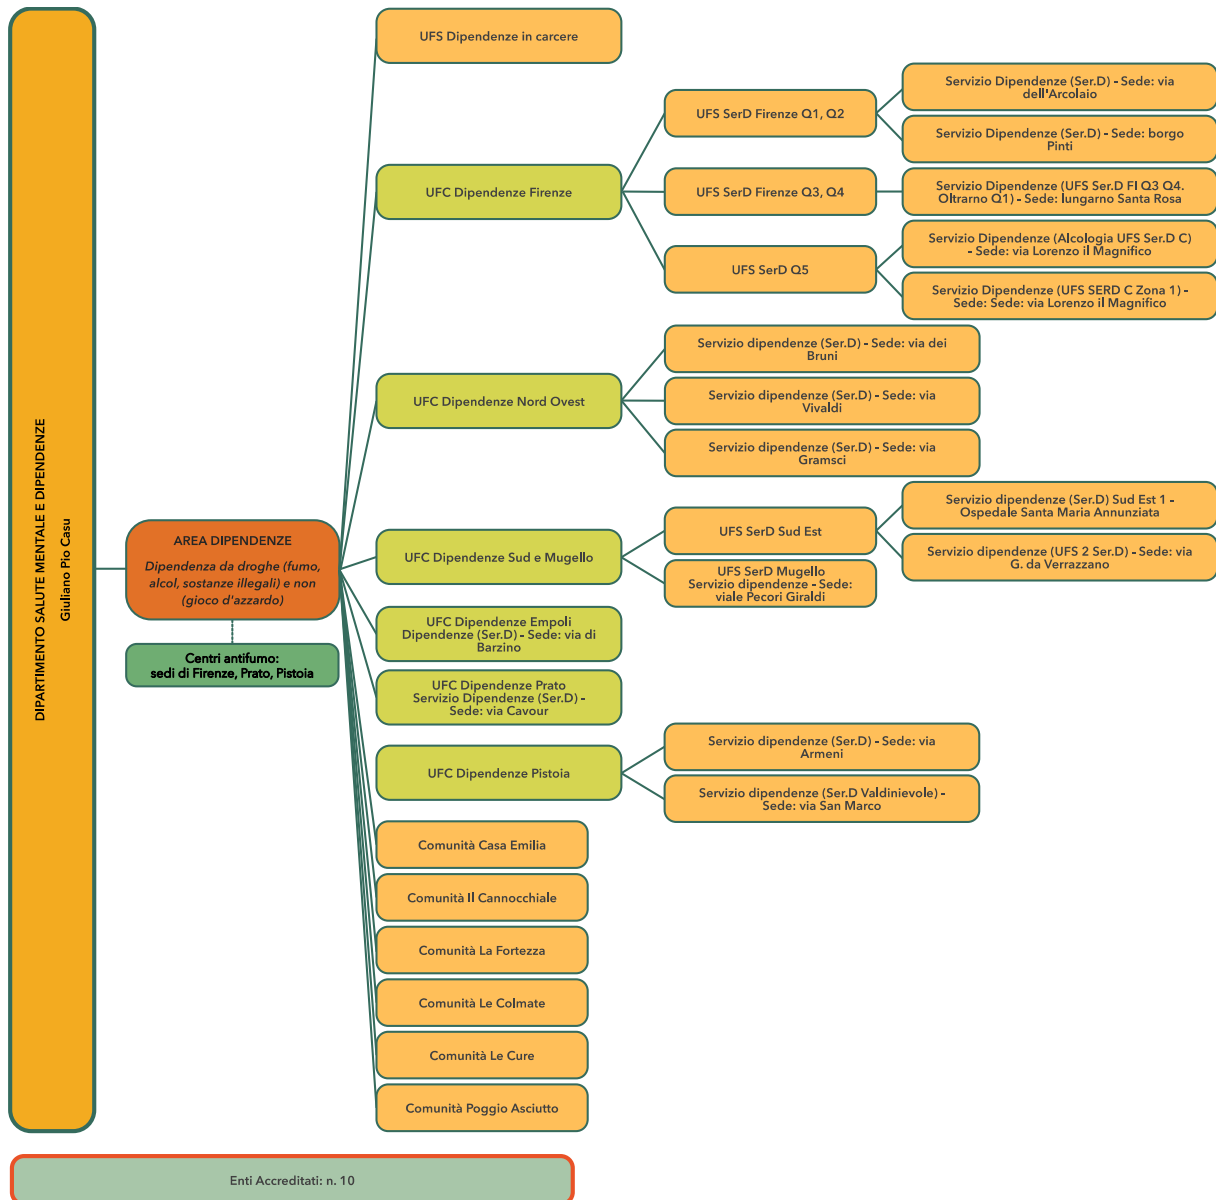 DIPARTIMENTO SALUTE MENTALE E DIPENDENZE
Giuliano Pio Casu
AREA DIPENDENZE
Dipendenza da droghe (fumo,
alcol, sostanze illegali) e non
(gioco d'azzardo)
Centri antifumo:
sedi di Firenze, Prato, Pistoia
UFS Dipendenze in carcere
UFC Dipendenze Firenze
UFS SerD Firenze Q1, Q2
Servizio Dipendenze (Ser.D) - Sede: via
dell'Arcolaio
Servizio Dipendenze (Ser.D) - Sede: borgo
Pinti
UFS SerD Firenze Q3, Q4
Servizio Dipendenze (UFS Ser.D FI Q3 Q4.
Oltrarno Q1) - Sede: lungarno Santa Rosa
UFS SerD Q5
Servizio Dipendenze (Alcologia UFS Ser.D C)
- Sede: via Lorenzo il Magnifico
Servizio Dipendenze (UFS SERD C Zona 1) -
Sede: Sede: via Lorenzo il Magnifico
UFC Dipendenze Nord Ovest
Servizio dipendenze (Ser.D) - Sede: via dei
Bruni
Servizio dipendenze (Ser.D) - Sede: via
Vivaldi
Servizio dipendenze (Ser.D) - Sede: via
Gramsci
UFC Dipendenze Sud e Mugello
UFS SerD Sud Est
Servizio dipendenze (Ser.D) Sud Est 1 -
Ospedale Santa Maria Annunziata
Servizio dipendenze (UFS 2 Ser.D) - Sede: via
G. da Verrazzano
UFS SerD Mugello
Servizio dipendenze - Sede:
viale Pecori Giraldi
UFC Dipendenze Empoli
Dipendenze (Ser.D) - Sede: via di
Barzino
UFC Dipendenze Prato
Servizio Dipendenze (Ser.D) -
Sede: via Cavour
UFC Dipendenze Pistoia
Servizio dipendenze (Ser.D) - Sede: via
Armeni
Servizio dipendenze (Ser.D Valdinievole) -
Sede: via San Marco
Comunità Casa Emilia
Comunità Il Cannocchiale
Comunità La Fortezza
Comunità Le Colmate
Comunità Le Cure
Comunità Poggio Asciutto
Enti Accreditati: n. 10